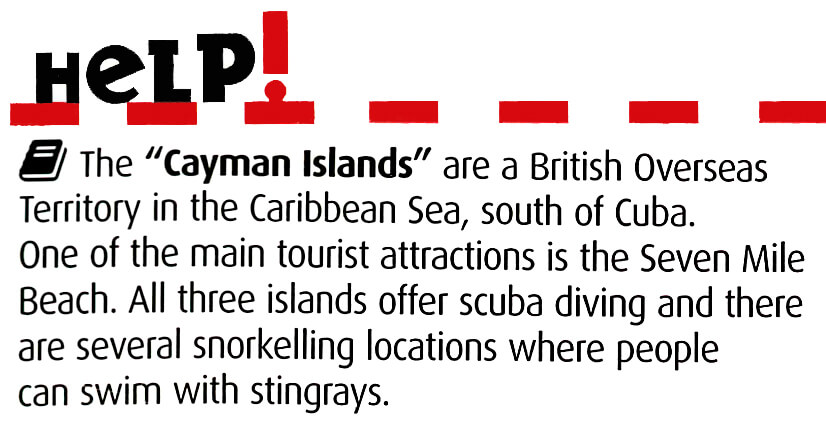 HeLP!
The “Cayman Islands” are a British Overseas
Territory in the Caribbean Sea, south of Cuba.
One of the main tourist attractions is the Seven Mile
Beach. All three islands offer scuba diving and there
are several snorkelling locations where people
can swim with stingrays.